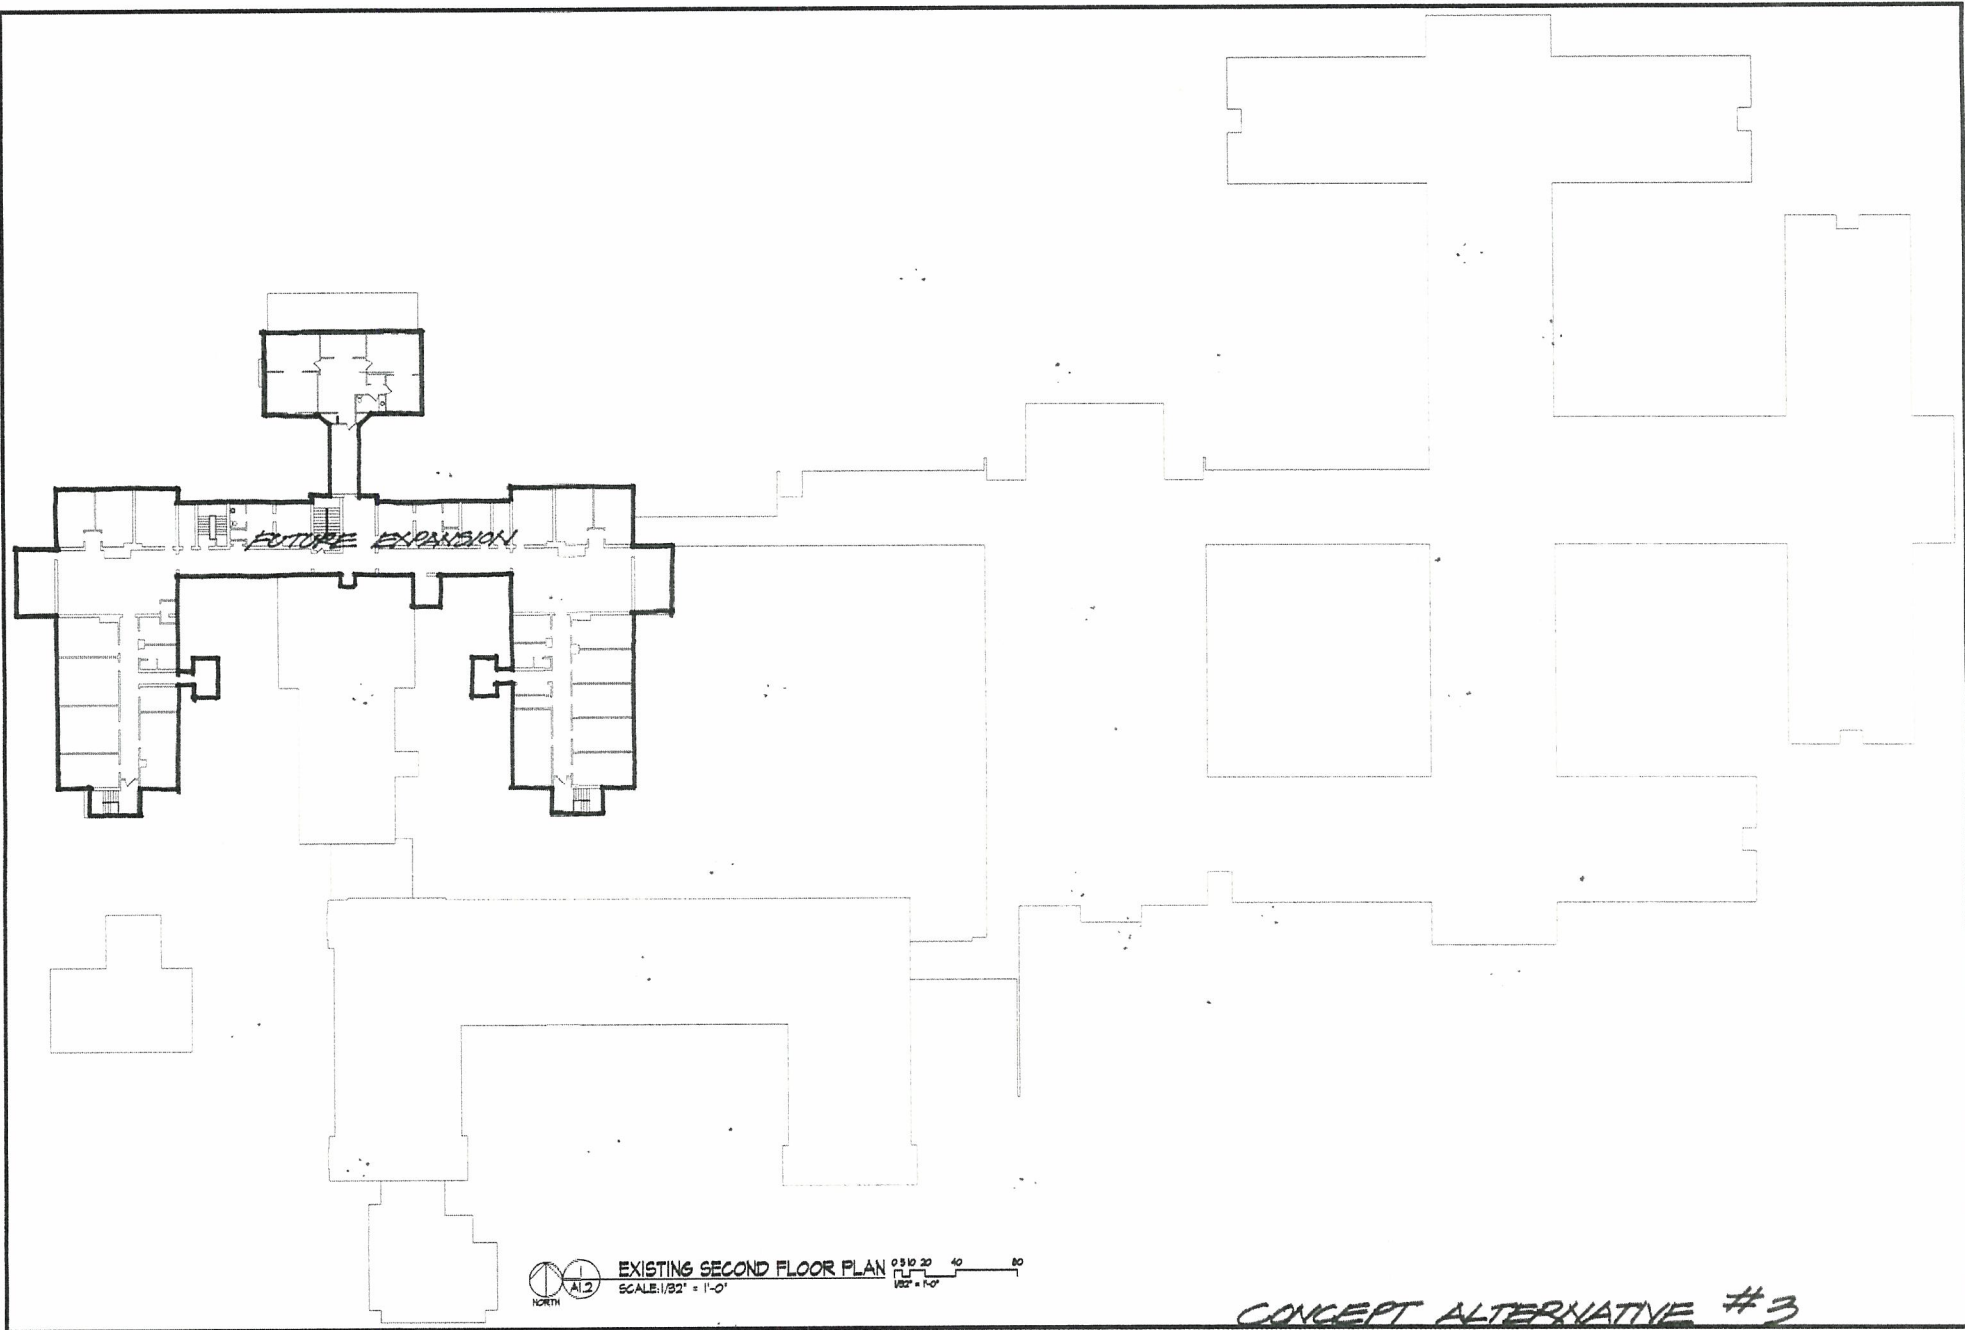 FUTURE EXPANSION
1
A1.2
NORTH
EXISTING SECOND FLOOR PLAN
SCALE: 1/32" = 1'-0"
0 5 10 20 40 80
1/32" = 1'-0"
CONCEPT ALTERNATIVE #3